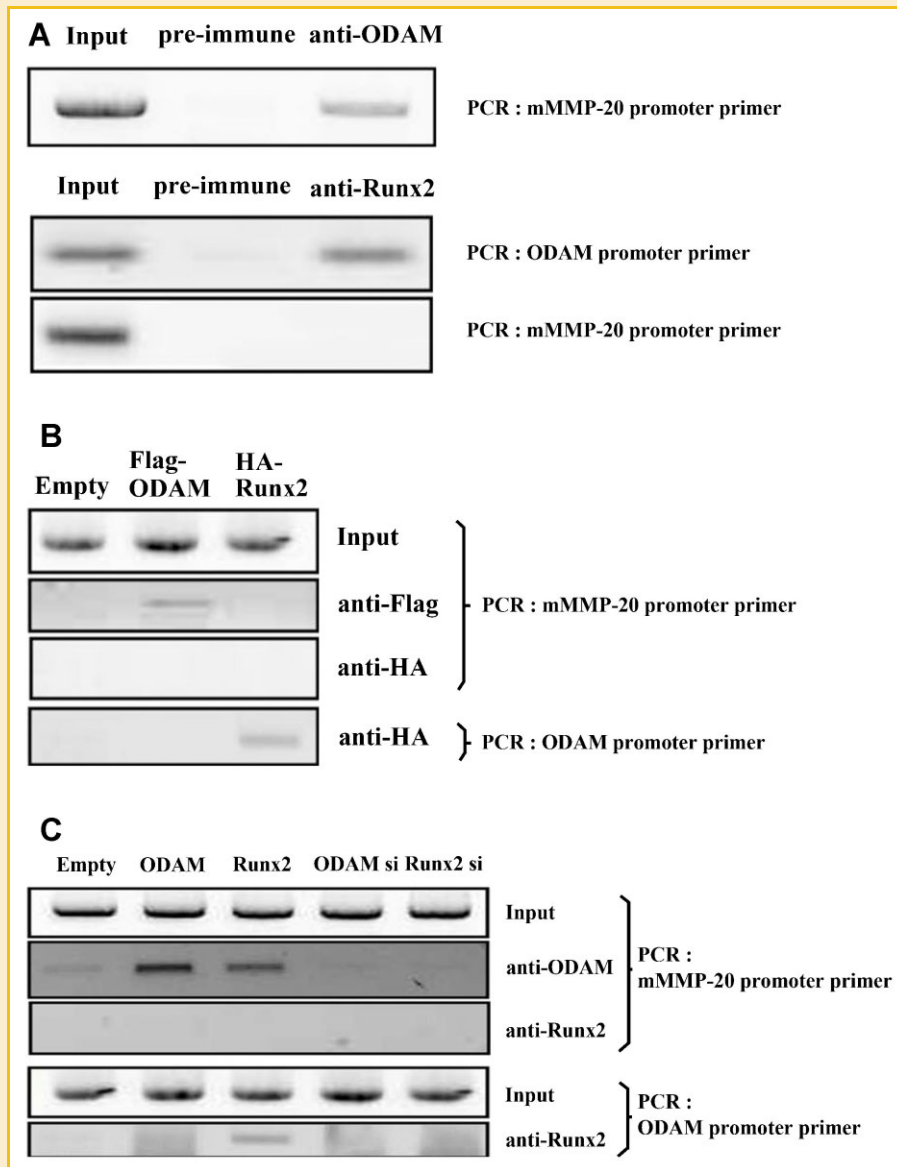 A
Input pre-immune anti-ODAM
PCR : mMMP-20 promoter primer
Input pre-immune anti-Runx2
PCR : ODAM promoter primer
PCR : mMMP-20 promoter primer
B
Empty Flag-ODAM HA-Runx2
Input
anti-Flag
anti-HA
PCR : mMMP-20 promoter primer
anti-HA
PCR : ODAM promoter primer
C
Empty ODAM Runx2 ODAM si Runx2 si
Input
anti-ODAM
anti-Runx2
PCR :
mMMP-20 promoter primer
Input
anti-Runx2
PCR :
ODAM promoter primer